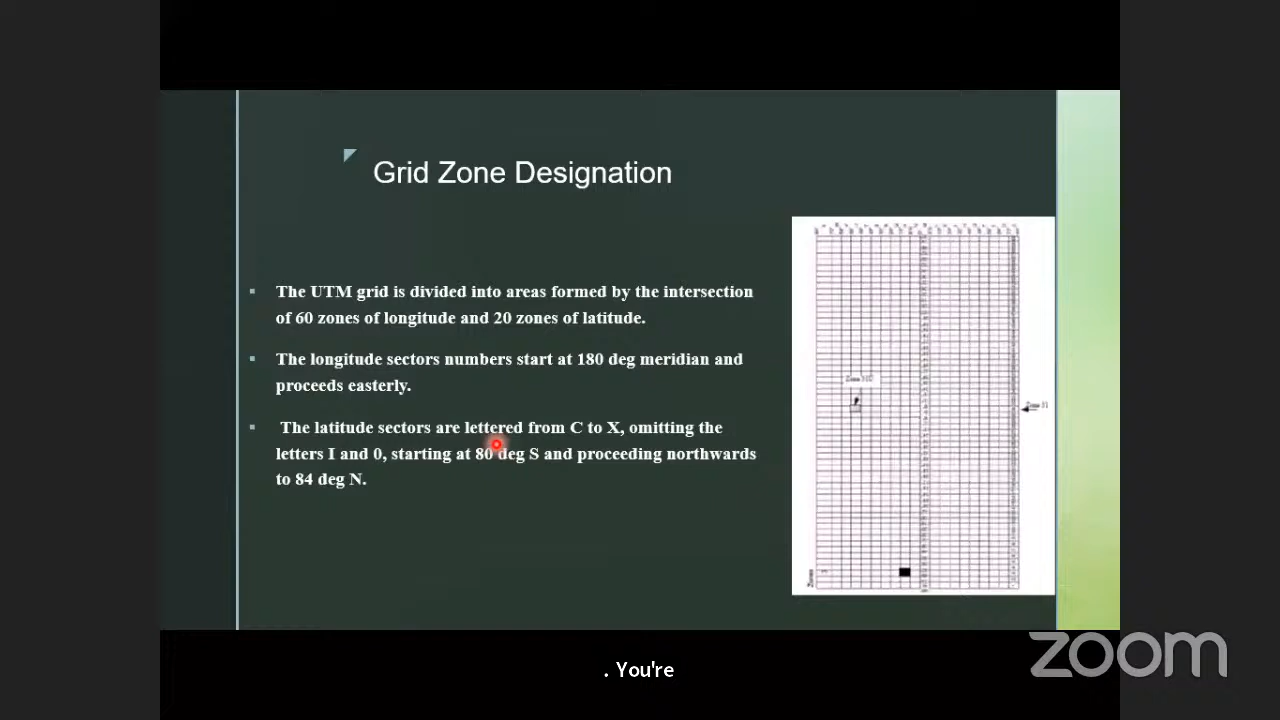 Grid Zone Designation
The UTM grid is divided into areas formed by the intersection
of 60 zones of longitude and 20 zones of latitude.
The longitude sectors numbers start at 180 deg meridian and
proceeds easterly.
The latitude sectors are lettered from C to X, omitting the
letters I and 0, starting at 80 deg S and proceeding northwards
to 84 deg N.
Zones
. You're
zoom